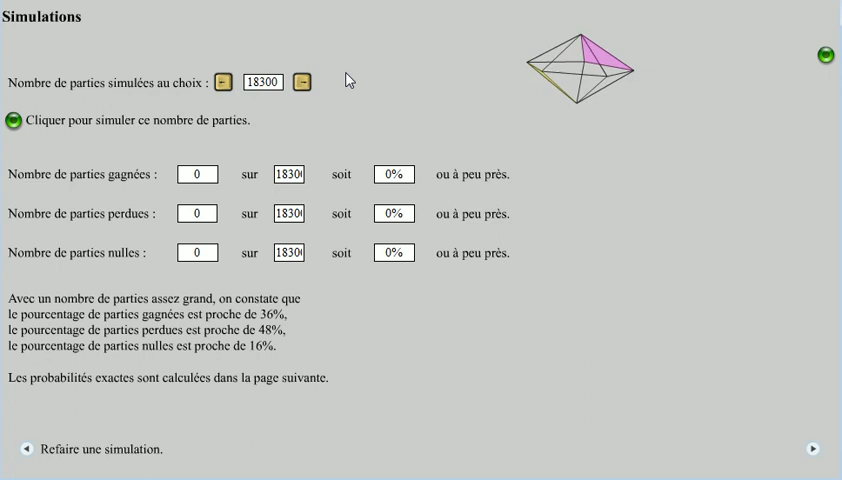 Simulations
Nombre de parties simulées au choix : 18300
Cliquer pour simuler ce nombre de parties.
Nombre de parties gagnées : 0 sur 1830 soit 0% ou à peu près.
Nombre de parties perdues : 0 sur 1830 soit 0% ou à peu près.
Nombre de parties nulles : 0 sur 1830 soit 0% ou à peu près.
Avec un nombre de parties assez grand, on constate que
le pourcentage de parties gagnées est proche de 36%,
le pourcentage de parties perdues est proche de 48%,
le pourcentage de parties nulles est proche de 16%.
Les probabilités exactes sont calculées dans la page suivante.
Refaire une simulation.